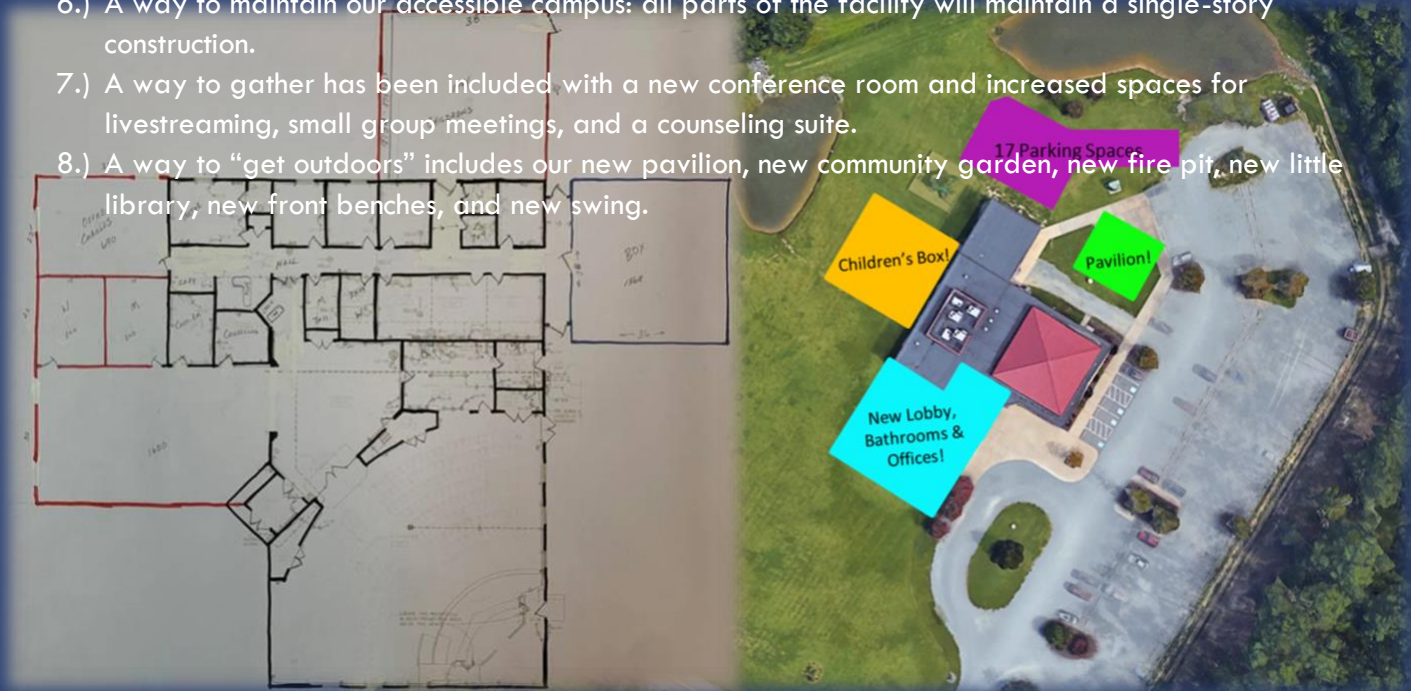 6.) A way to maintain our accessible campus: all parts of the facility will maintain a single-story
construction.
7.) A way to gather has been included with a new conference room and increased spaces for
livestreaming, small group meetings, and a counseling suite.
8.) A way to “get outdoors” includes our new pavilion, new community garden, new fire pit, new little
library, new front benches, and new swing.
17 Parking Spaces
Children's Box!
Pavilion!
New Lobby,
Bathrooms &
Offices!
BOX
HALL
1600